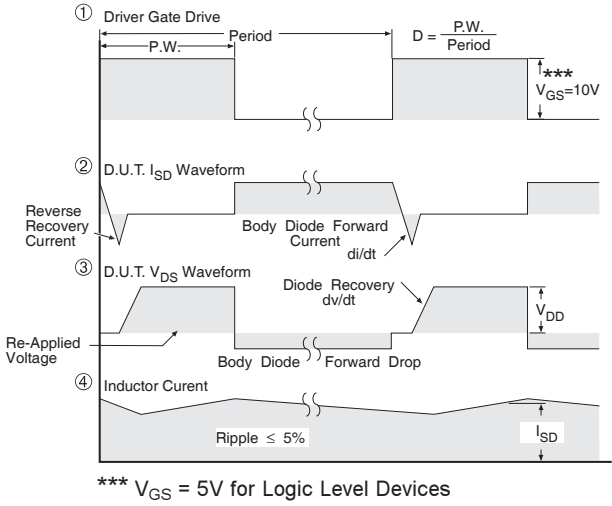 ① Driver Gate Drive
P.W.
Period
D = P.W.
Period
***
VGS=10V
② D.U.T. ISD Waveform
Reverse
Recovery
Current
Body Diode Forward
Current
di/dt
③ D.U.T. VDS Waveform
Diode Recovery
dv/dt
VDD
Re-Applied
Voltage
Body Diode Forward Drop
④ Inductor Curent
Ripple ≤ 5%
ISD
*** VGS = 5V for Logic Level Devices